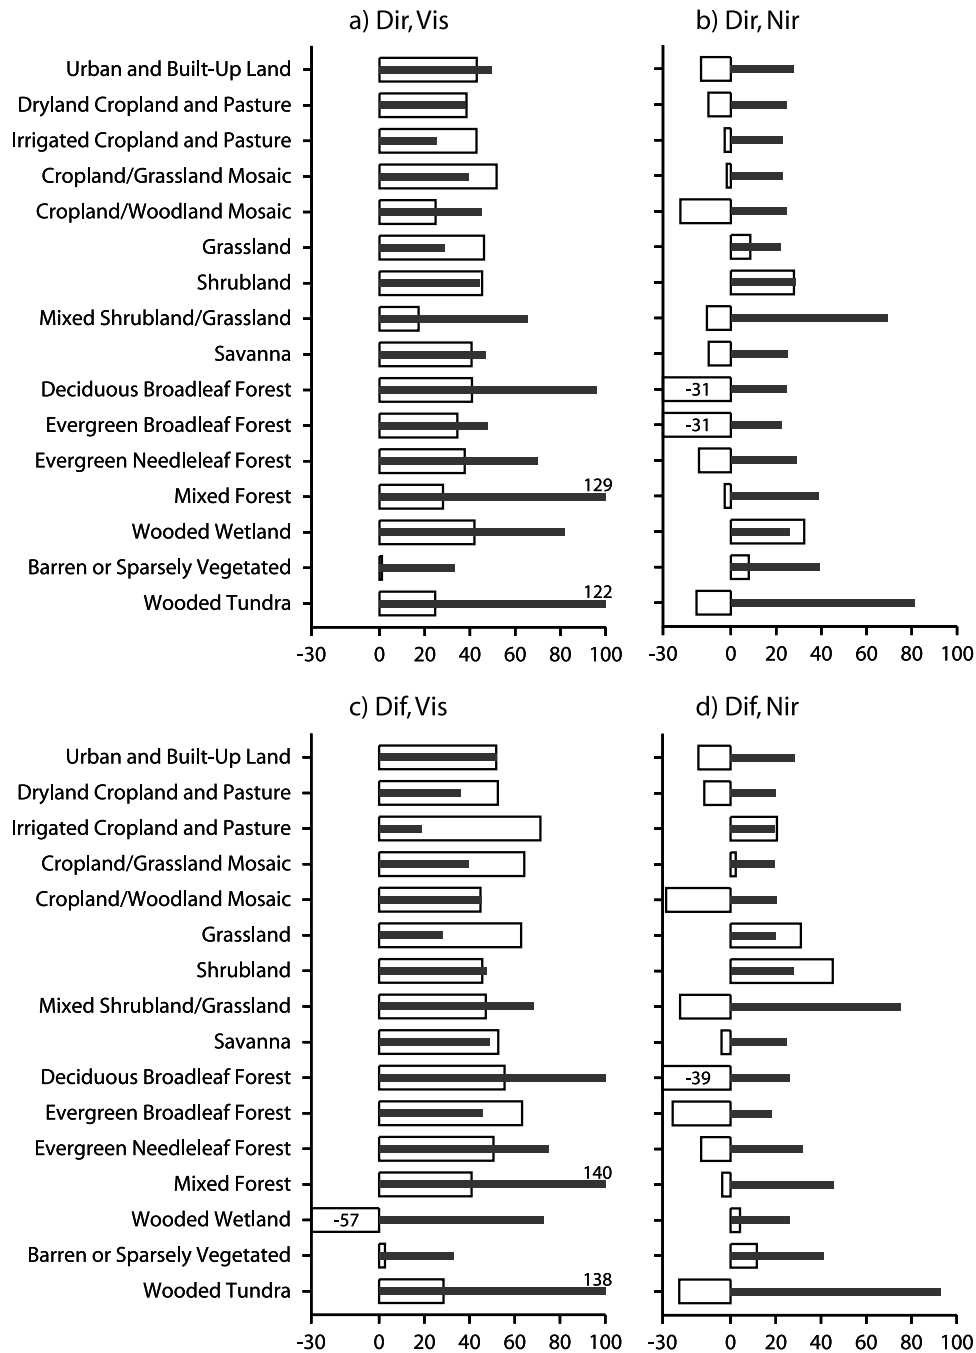 a) Dir, Vis
b) Dir, Nir
Urban and Built-Up Land
Dryland Cropland and Pasture
Irrigated Cropland and Pasture
Cropland/Grassland Mosaic
Cropland/Woodland Mosaic
Grassland
Shrubland
Mixed Shrubland/Grassland
Savanna
Deciduous Broadleaf Forest
-31
Evergreen Broadleaf Forest
-31
Evergreen Needleleaf Forest
129
Mixed Forest
Wooded Wetland
Barren or Sparsely Vegetated
122
Wooded Tundra
-30 0 20 40 60 80 100
-30 0 20 40 60 80 100
c) Dif, Vis
d) Dif, Nir
Urban and Built-Up Land
Dryland Cropland and Pasture
Irrigated Cropland and Pasture
Cropland/Grassland Mosaic
Cropland/Woodland Mosaic
Grassland
Shrubland
Mixed Shrubland/Grassland
Savanna
Deciduous Broadleaf Forest
-39
Evergreen Broadleaf Forest
Evergreen Needleleaf Forest
140
Mixed Forest
Wooded Wetland
-57
Barren or Sparsely Vegetated
138
Wooded Tundra
-30 0 20 40 60 80 100
-30 0 20 40 60 80 100